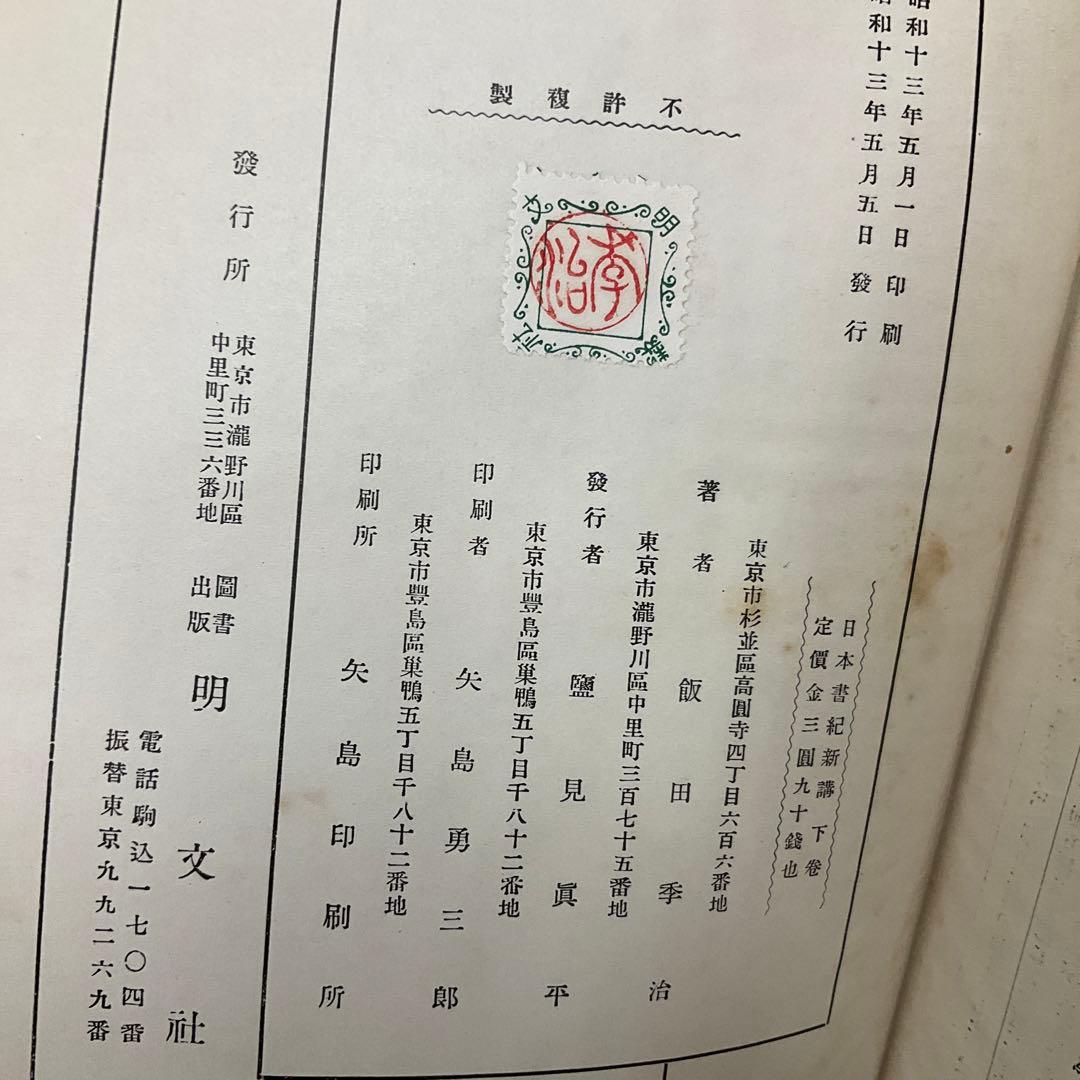 昭和十三年五月一日印刷
昭和十三年五月五日發行
不許複製
明
文
社
季治
日本書紀新講 下卷
定價金三圓九十錢也
東京市杉並區高圓寺四丁目六百六番地
著者 飯田季治
東京市瀧野川區中里町三百七十五番地
發行者 鹽見眞平
東京市豐島區巢鴨五丁目千八十二番地
印刷者 矢島勇三郎
東京市豐島區巢鴨五丁目千八十二番地
印刷所 矢島印刷所
發行所
東京市瀧野川區
中里町三三六番地
圖書
出版
明文社
電話駒込一七〇四番
振替東京九九二六九番